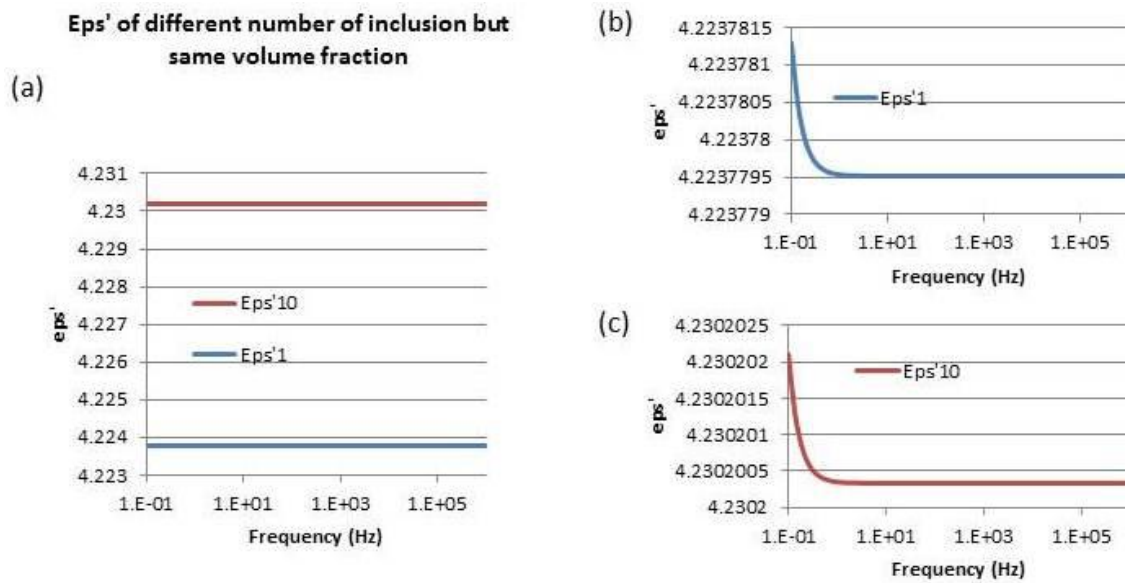 Eps' of different number of inclusion but
same volume fraction
(a)
4.231
4.23
4.229
4.228
4.227
4.226
4.225
4.224
4.223
eps'
Eps'10
Eps'1
1.E-01
1.E+01
1.E+03
1.E+05
Frequency (Hz)
(b)
4.2237815
4.223781
4.2237805
4.22378
4.2237795
4.223779
eps'
Eps'1
1.E-01
1.E+01
1.E+03
1.E+05
Frequency (Hz)
(c)
4.2302025
4.230202
4.2302015
4.230201
4.2302005
4.2302
eps'
Eps'10
1.E-01
1.E+01
1.E+03
1.E+05
Frequency (Hz)